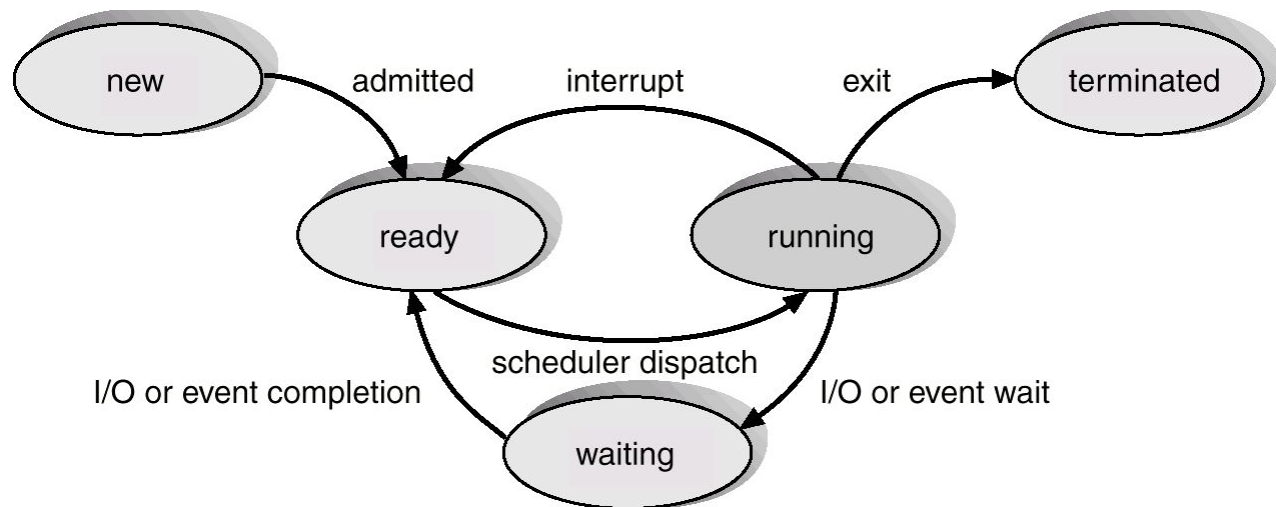 new
admitted
interrupt
exit
terminated
ready
running
scheduler dispatch
I/O or event completion
I/O or event wait
waiting